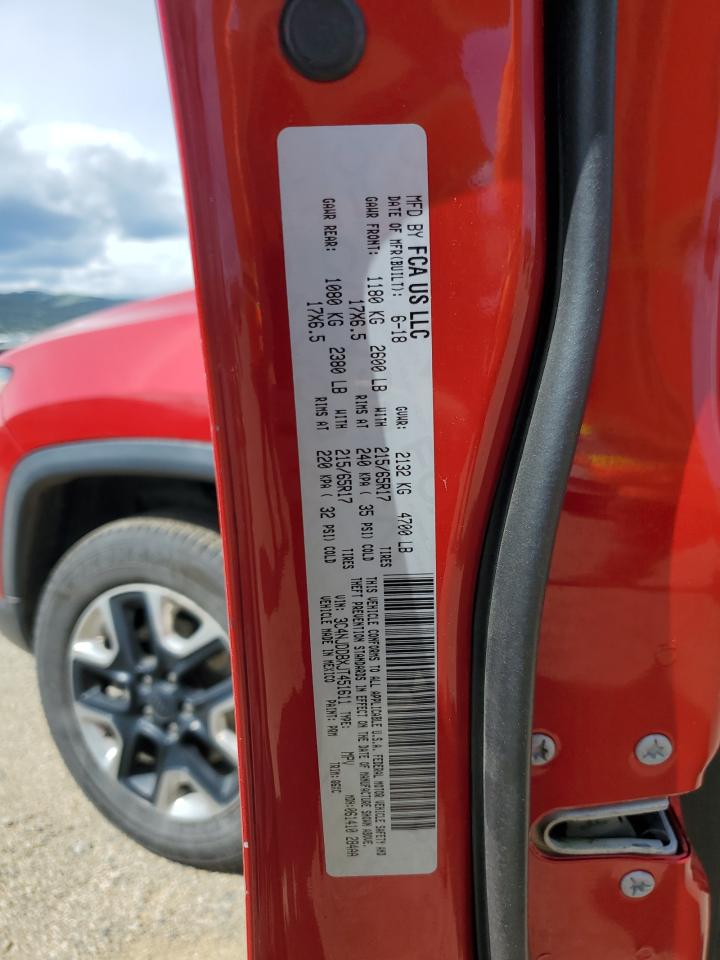 MFD BY FCA US LLC
DATE OF MFR(BUILT): 6-18 GVWR: 2132 KG 4700 LB
GAWR FRONT: 1180 KG 2600 LB WITH 215/65R17 TIRES
17X6.5 RIMS AT 240 KPA ( 35 PSI) COLD
GAWR REAR: 1080 KG 2380 LB WITH 215/65R17 TIRES
17X6.5 RIMS AT 220 KPA ( 32 PSI) COLD
THIS VEHICLE CONFORMS TO ALL APPLICABLE U.S.A. FEDERAL MOTOR VEHICLE SAFETY AND
THEFT PREVENTION STANDARDS IN EFFECT ON THE DATE OF MANUFACTURE SHOWN ABOVE.
VIN: 3C4NJDDBXJT451611 TYPE: MPV MDH:061410 284AA
VEHICLE MADE IN MEXICO PAINT: PRM TRIM: